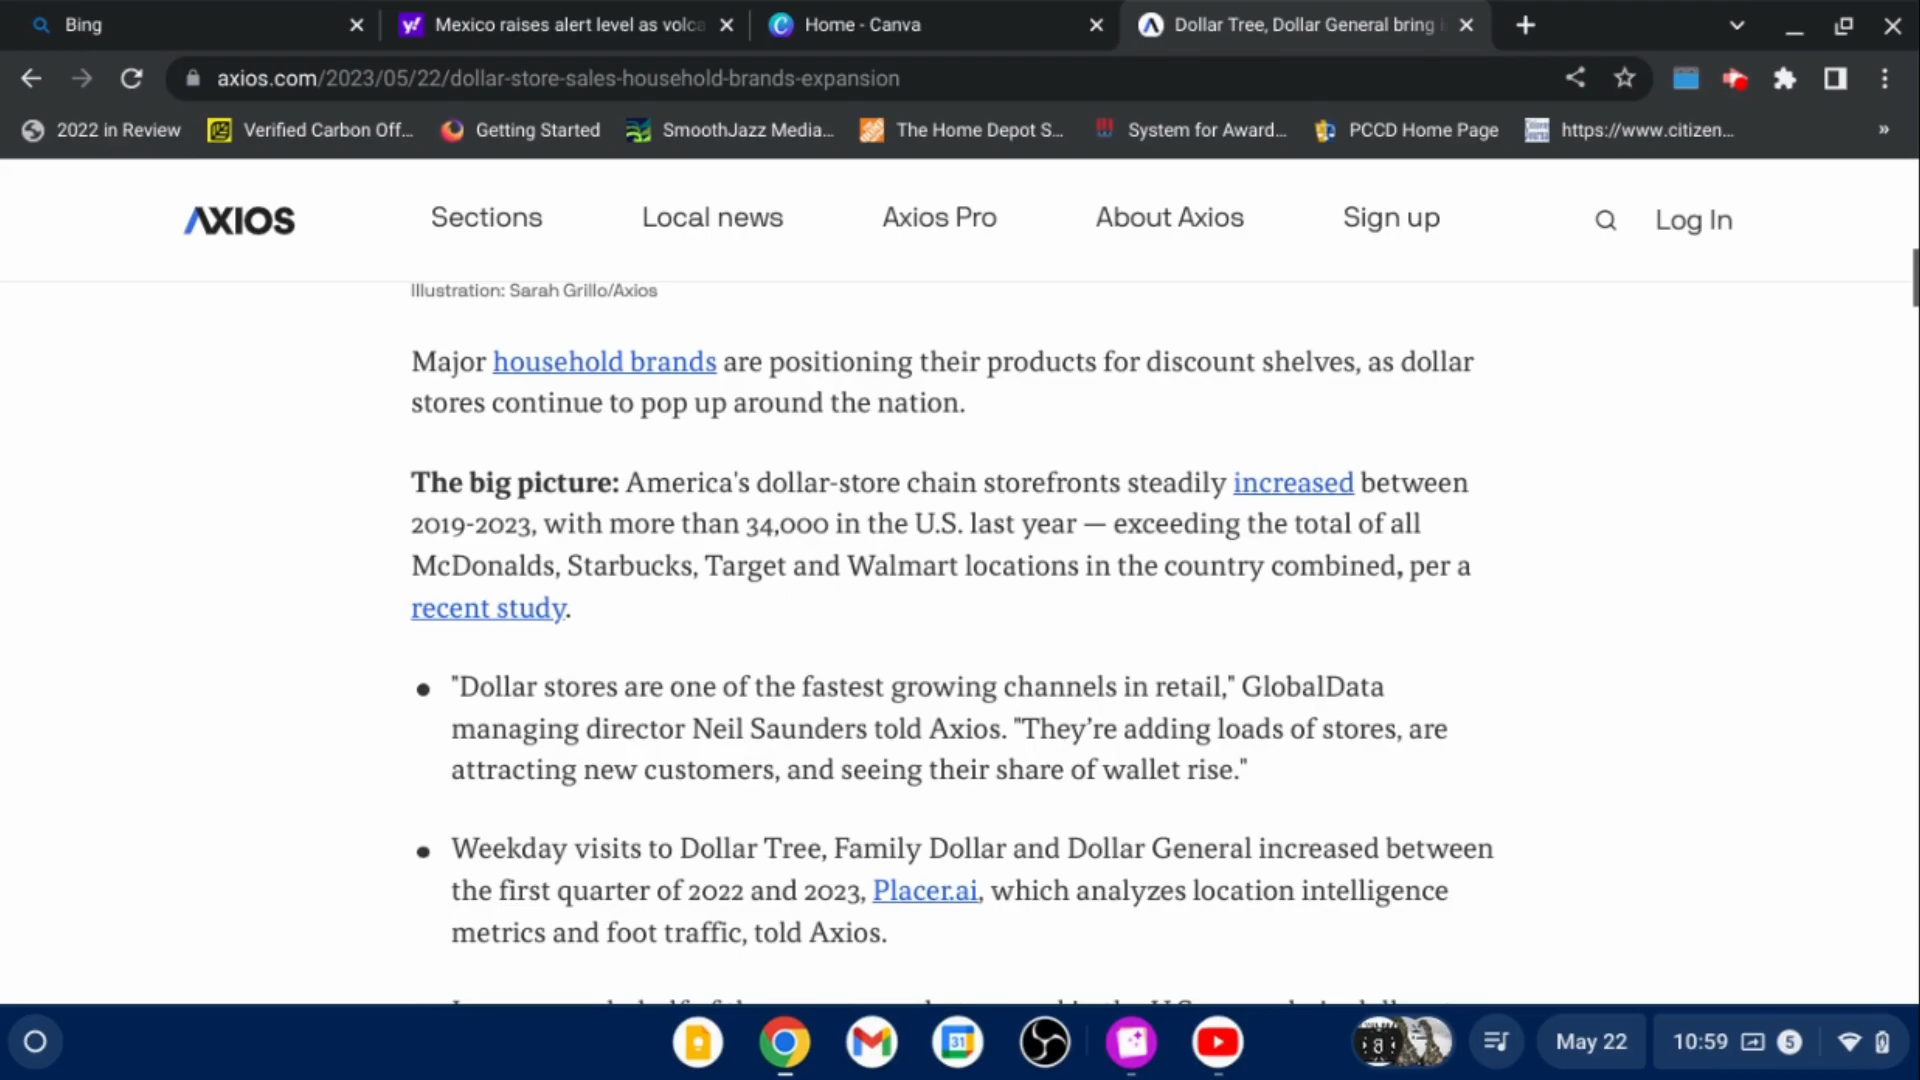 Bing
Mexico raises alert level as volca
Home - Canva
Dollar Tree, Dollar General bring
axios.com/2023/05/22/dollar-store-sales-household-brands-expansion
2022 in Review
Verified Carbon Off...
Getting Started
SmoothJazz Media...
The Home Depot S...
System for Award...
PCCD Home Page
https://www.citizen...
»
AXIOS
Sections
Local news
Axios Pro
About Axios
Sign up
Log In
Illustration: Sarah Grillo/Axios
Major household brands are positioning their products for discount shelves, as dollar
stores continue to pop up around the nation.
The big picture: America's dollar-store chain storefronts steadily increased between
2019-2023, with more than 34,000 in the U.S. last year — exceeding the total of all
McDonalds, Starbucks, Target and Walmart locations in the country combined, per a
recent study.
• "Dollar stores are one of the fastest growing channels in retail," GlobalData
managing director Neil Saunders told Axios. "They’re adding loads of stores, are
attracting new customers, and seeing their share of wallet rise."
• Weekday visits to Dollar Tree, Family Dollar and Dollar General increased between
the first quarter of 2022 and 2023, Placer.ai, which analyzes location intelligence
metrics and foot traffic, told Axios.
31
May 22
10:59
5